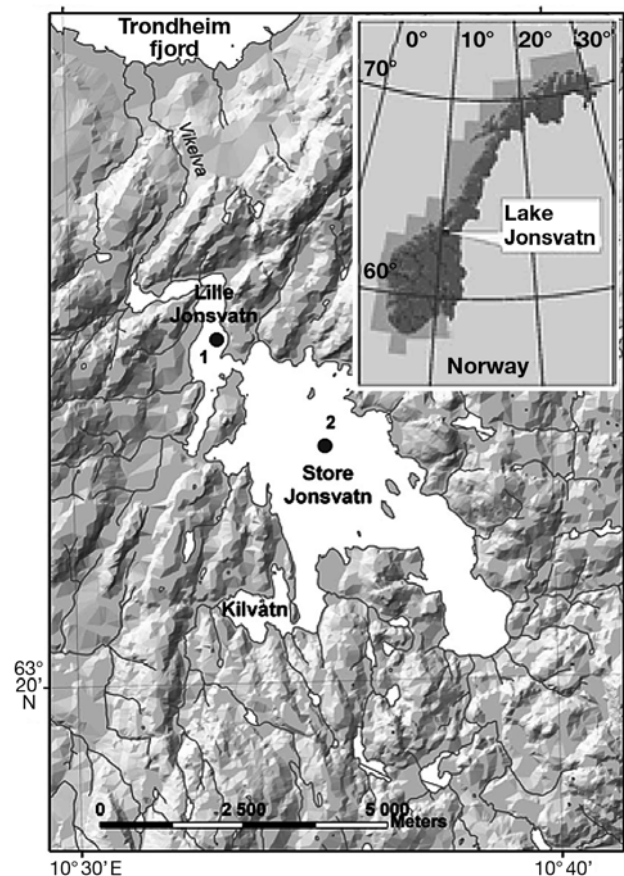 Trondheim
fjord
0° 10° 20° 30°
70°
Vikelva
Lake
Jonsvatn
60°
Lille
Jonsvatn
1
Norway
2
Store
Jonsvatn
Kilvatn
63°
20'
N
0 2 500 5 000
Meters
10°30'E 10°40'